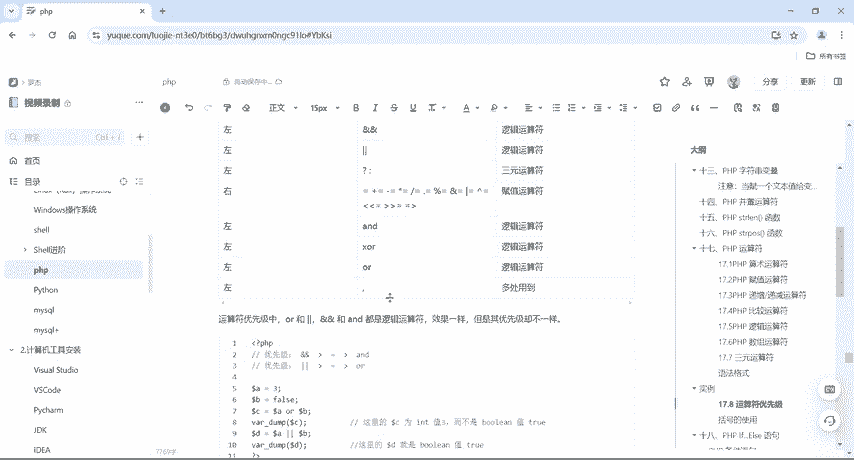 php
yuque.com/luojie-nt3e0/bt6bg3/dwuhgnxm0ngc91lo#YbKsi
所有书签
罗杰
php
自动保存中...
分享
更新
视频录制
正文
15px
搜索
Ctrl + J
首页
目录
Windows操作系统
shell
Shell进阶
php
Python
mysql
mysql+
2.计算机工具安装
Visual Studio
VSCode
Pycharm
JDK
IDEA
左 && 逻辑运算符
左 || 逻辑运算符
左 ? : 三元运算符
右 = += -= *= /= .= %= &= |= ^= <<= >>= => 赋值运算符
左 and 逻辑运算符
左 xor 逻辑运算符
左 or 逻辑运算符
左 , 多处用到
运算符优先级中，or 和 ||，&& 和 and 都是逻辑运算符，效果一样，但是其优先级却不一样。
1 <?php
2 // 优先级： && > = > and
3 // 优先级： || > = > or
4
5 $a = 3;
6 $b = false;
7 $c = $a or $b;
8 var_dump($c); // 这里的 $c 为 int 值3，而不是 boolean 值 true
9 $d = $a || $b;
10 var_dump($d); //这里的 $d 就是 boolean 值 true
11 ?>
大纲
十三、PHP 字符串变量
注意：当赋一个文本值给变...
十四、PHP 并置运算符
十五、PHP strlen() 函数
十六、PHP strpos() 函数
十七、PHP 运算符
17.1PHP 算术运算符
17.2PHP 赋值运算符
17.3PHP 递增/递减运算符
17.4PHP 比较运算符
17.5PHP 逻辑运算符
17.6PHP 数组运算符
17.7 三元运算符
语法格式
实例
17.8 运算符优先级
括号的使用
十八、PHP If...Else 语句